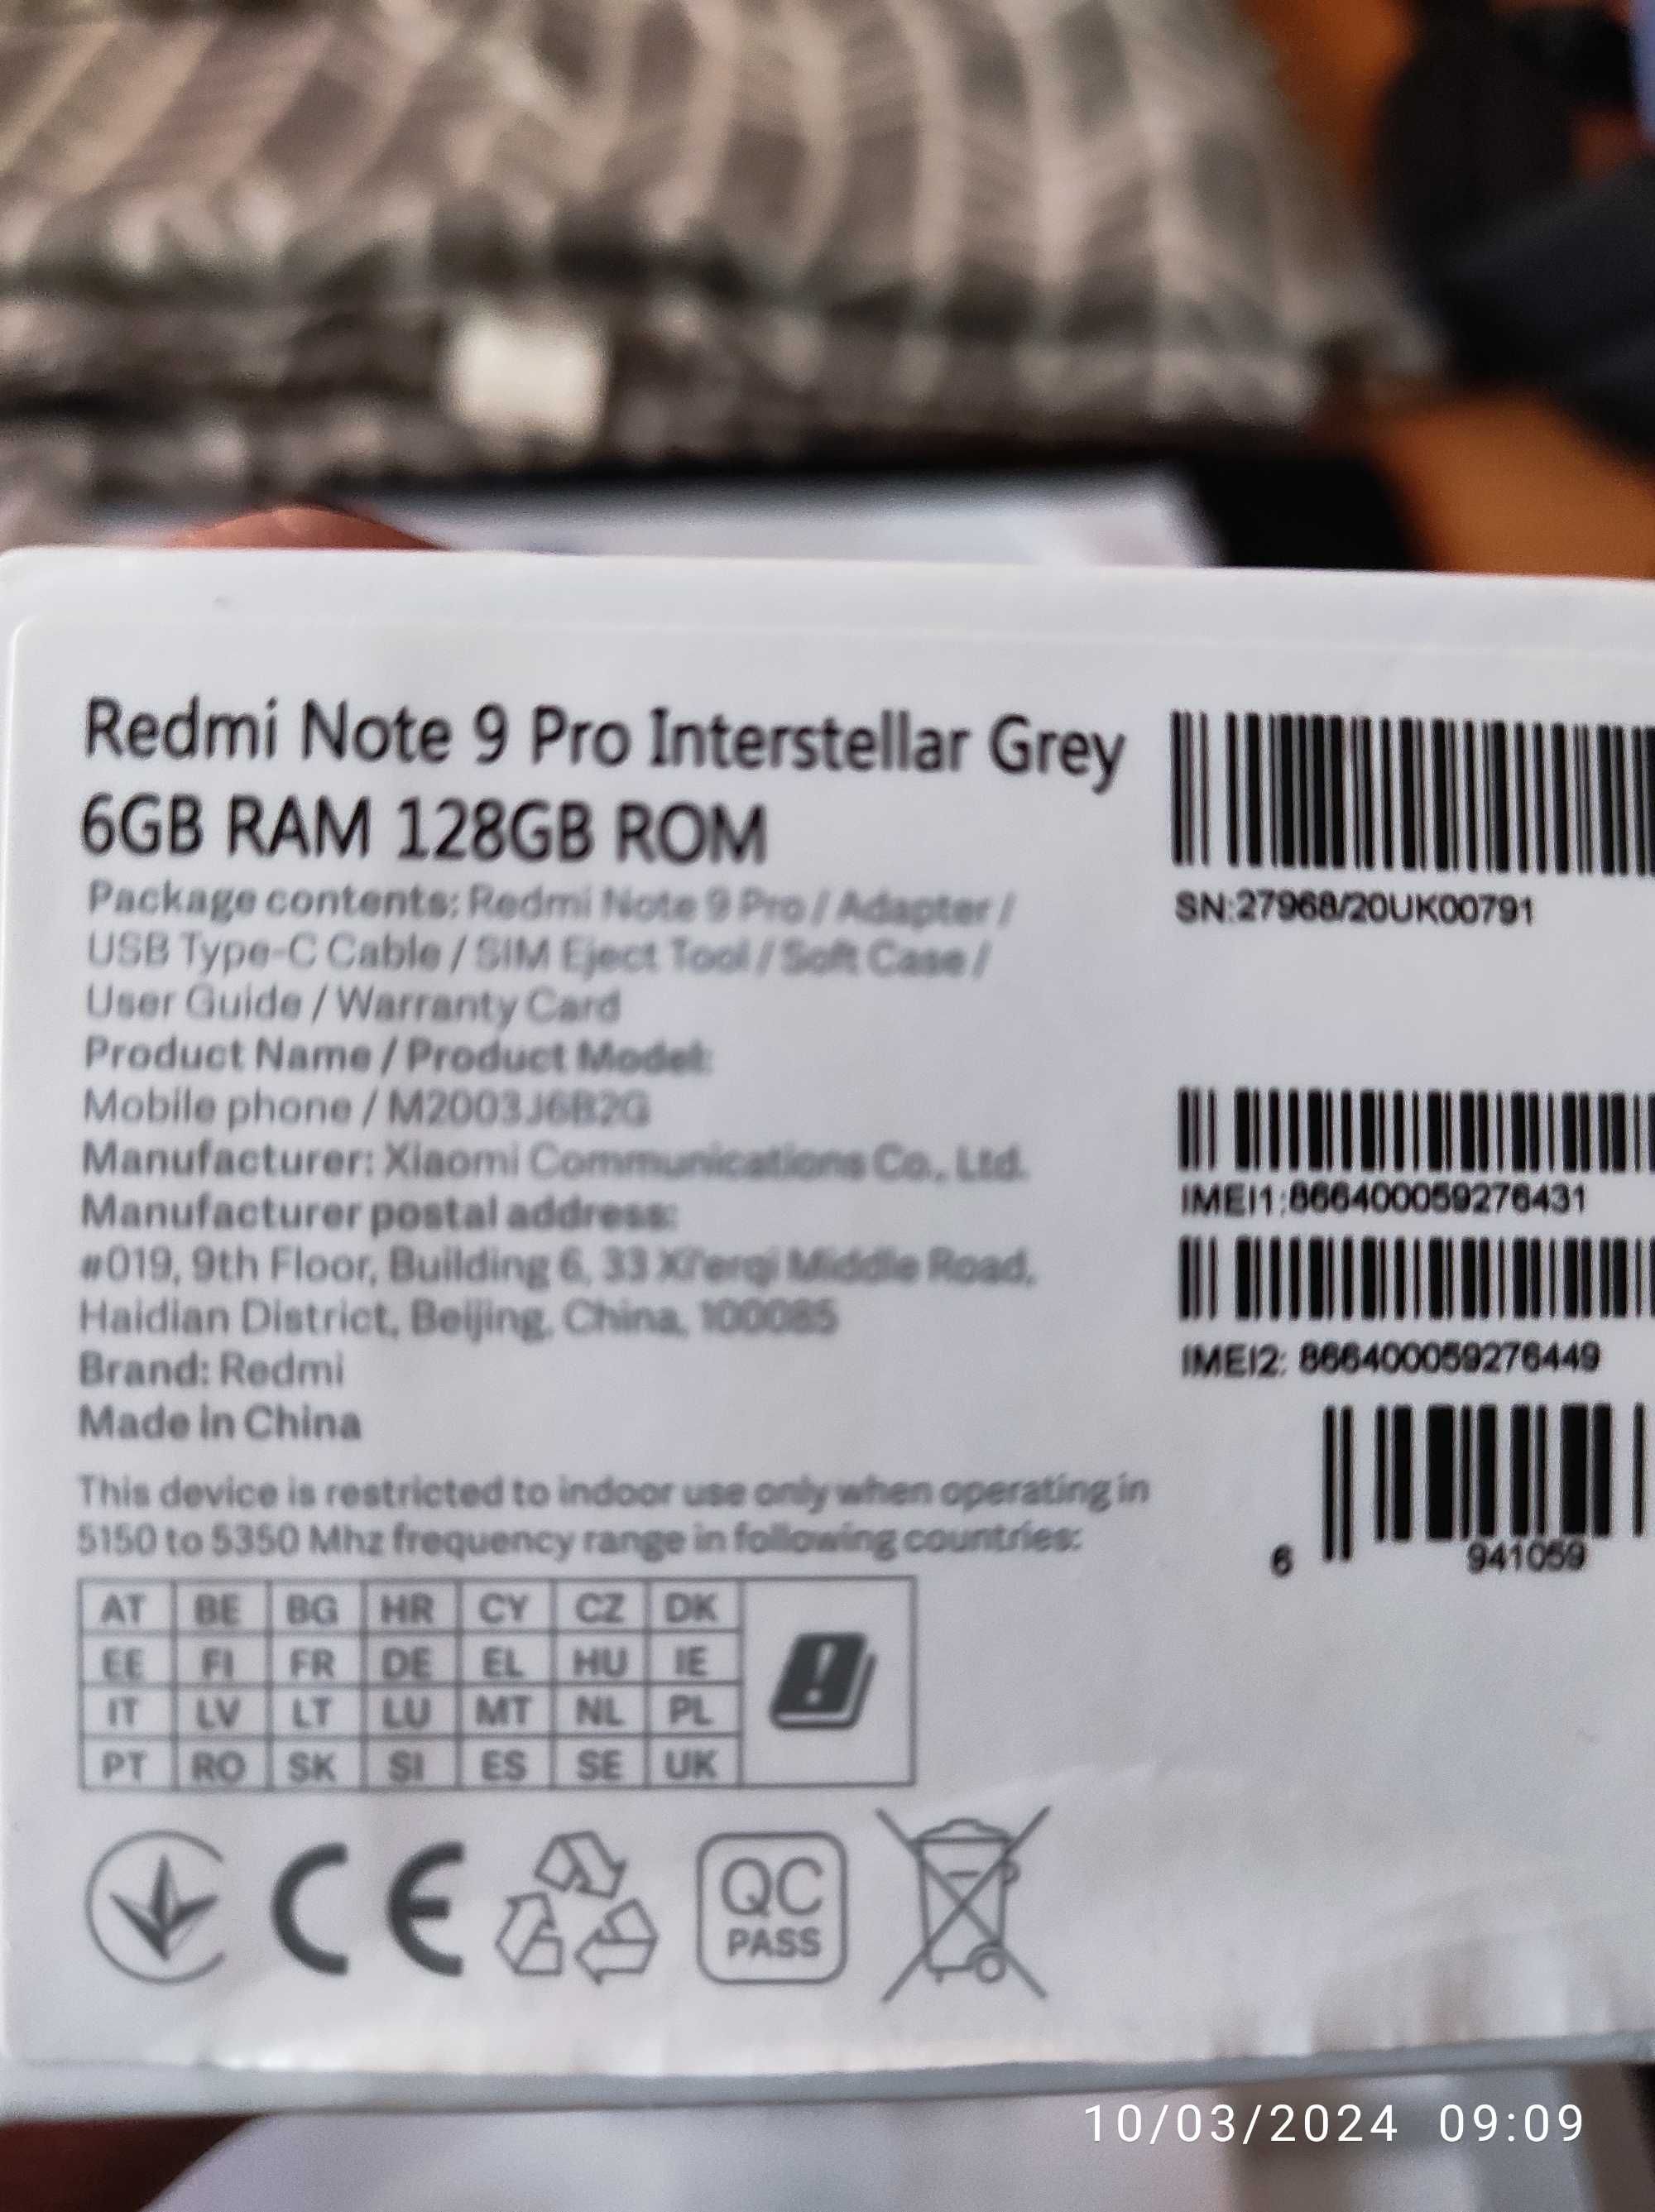 Redmi Note 9 Pro Interstellar Grey
6GB RAM 128GB ROM
Package contents: Redmi Note 9 Pro / Adapter /
USB Type-C Cable / SIM Eject Tool / Soft Case /
User Guide / Warranty Card
Product Name / Product Model:
Mobile phone / M2003J6B2G
Manufacturer: Xiaomi Communications Co., Ltd.
Manufacturer postal address:
#019, 9th Floor, Building 6, 33 Xi'erqi Middle Road,
Haidian District, Beijing, China, 100085
Brand: Redmi
Made in China
This device is restricted to indoor use only when operating in
5150 to 5350 Mhz frequency range in following countries:
AT BE BG HR CY CZ DK
EE FI FR DE EL HU IE
IT LV LT LU MT NL PL
PT RO SK SI ES SE UK
CE
QC
PASS
SN:27968/20UK00791
IMEI1:866400059276431
IMEI2: 866400059276449
6 941059
10/03/2024 09:09